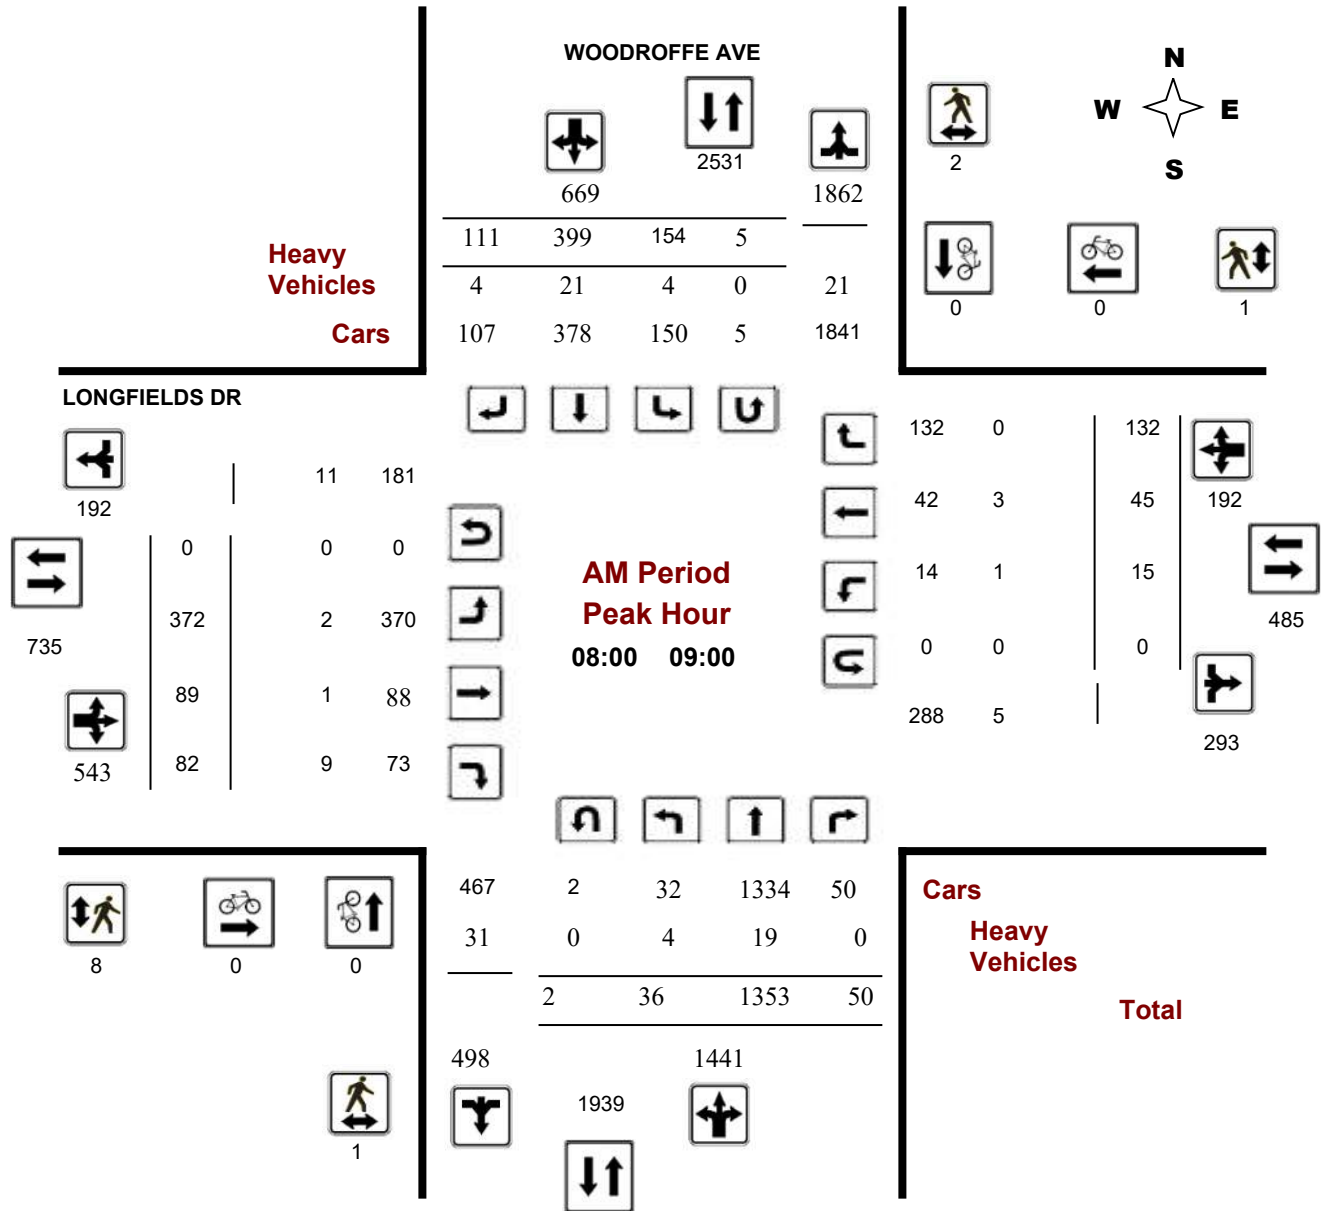 WOODROFFE AVE
N
W E
S
2531
2
669 1862
111 399 154 5
Heavy
Vehicles 4 21 4 0 21
0 0 1
Cars 107 378 150 5 1841
LONGFIELDS DR
132 0 132
11 181
192
42 3 45 192
0 0 0
AM Period
14 1 15
Peak Hour
372 2 370
485
735
08:00 09:00
0 0 0
89 1 88
288 5
293
543 82 9 73
467 2 32 1334 50 Cars
31 0 4 19 0 Heavy
Vehicles
8 0 0
2 36 1353 50 Total
498 1441
1939
1